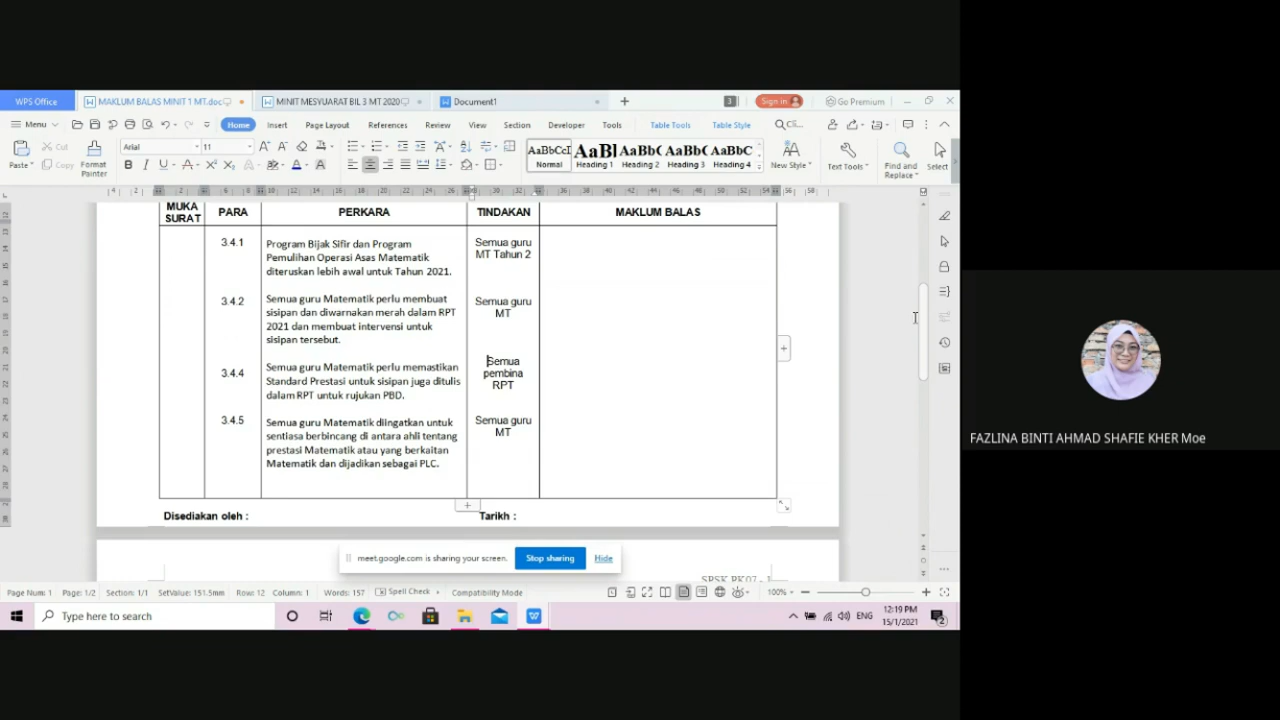 WPS Office
MAKLUM BALAS MINIT 1 MT.doc
MINIT MESYUARAT BIL 3 MT 2020
Document1
Sign in
Go Premium
Menu
Home
Insert
Page Layout
References
Review
View
Section
Developer
Tools
Table Tools
Table Style
Paste
Cut
Copy
Format
Painter
Arial
11
AaBbCcD
Normal
AaBl
Heading 1
AaBbC
Heading 2
AaBbC
Heading 3
AaBbC
Heading 4
New Style
Text Tools
Find and
Replace
Select
MUKA
SURAT
PARA
PERKARA
TINDAKAN
MAKLUM BALAS
3.4.1
Program Bijak Sifir dan Program
Pemulihan Operasi Asas Matematik
diteruskan lebih awal untuk Tahun 2021.
Semua guru
MT Tahun 2
3.4.2
Semua guru Matematik perlu membuat
sisipan dan diwarnakan merah dalam RPT
2021 dan membuat intervensi untuk
sisipan tersebut.
Semua guru
MT
3.4.4
Semua guru Matematik perlu memastikan
Standard Prestasi untuk sisipan juga ditulis
dalam RPT untuk rujukan PBD.
Semua
pembina
RPT
3.4.5
Semua guru Matematik diingatkan untuk
sentiasa berbincang di antara ahli tentang
prestasi Matematik atau yang berkaitan
Matematik dan dijadikan sebagai PLC.
Semua guru
MT
Disediakan oleh :
Tarikh :
meet.google.com is sharing your screen.
Stop sharing
Hide
SPSK PK07 - 1
Page Num: 1
Page: 1/2
Section: 1/1
SetValue: 151.5mm
Row: 12
Column: 1
Words: 157
Spell Check
Compatibility Mode
100%
Type here to search
ENG
12:19 PM
15/1/2021
FAZLINA BINTI AHMAD SHAFIE KHER Moe